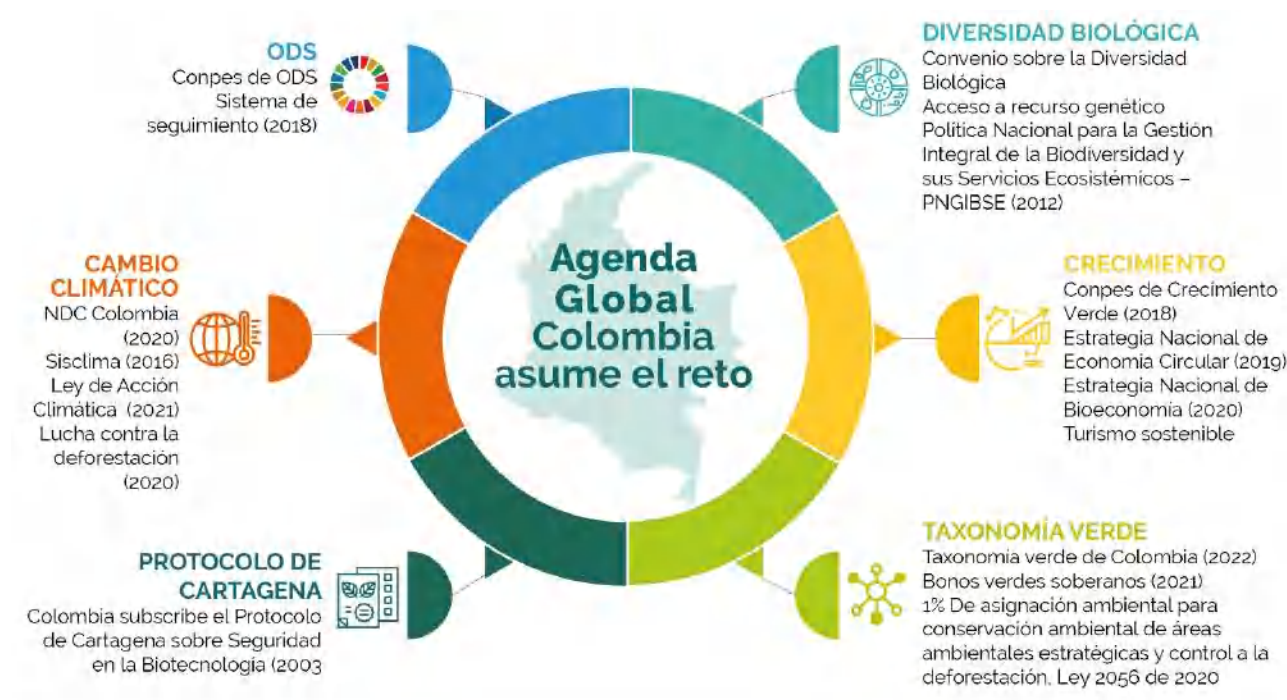 ODS
Conpes de ODS
Sistema de
seguimiento (2018)
DIVERSIDAD BIOLÓGICA
Convenio sobre la Diversidad
Biológica
Acceso a recurso genético
Política Nacional para la Gestión
Integral de la Biodiversidad y
sus Servicios Ecosistémicos –
PNGIBSE (2012)
CAMBIO
CLIMÁTICO
NDC Colombia
(2020)
Sisclima (2016)
Ley de Acción
Climática (2021)
Lucha contra la
deforestación
(2020)
Agenda
Global
Colombia
asume el reto
CRECIMIENTO
Conpes de Crecimiento
Verde (2018)
Estrategia Nacional de
Economía Circular (2019)
Estrategia Nacional de
Bioeconomía (2020)
Turismo sostenible
PROTOCOLO DE
CARTAGENA
Colombia subscribe el Protocolo
de Cartagena sobre Seguridad
en la Biotecnología (2003
TAXONOMÍA VERDE
Taxonomía verde de Colombia (2022)
Bonos verdes soberanos (2021)
1% De asignación ambiental para
conservación ambiental de áreas
ambientales estratégicas y control a la
deforestación. Ley 2056 de 2020